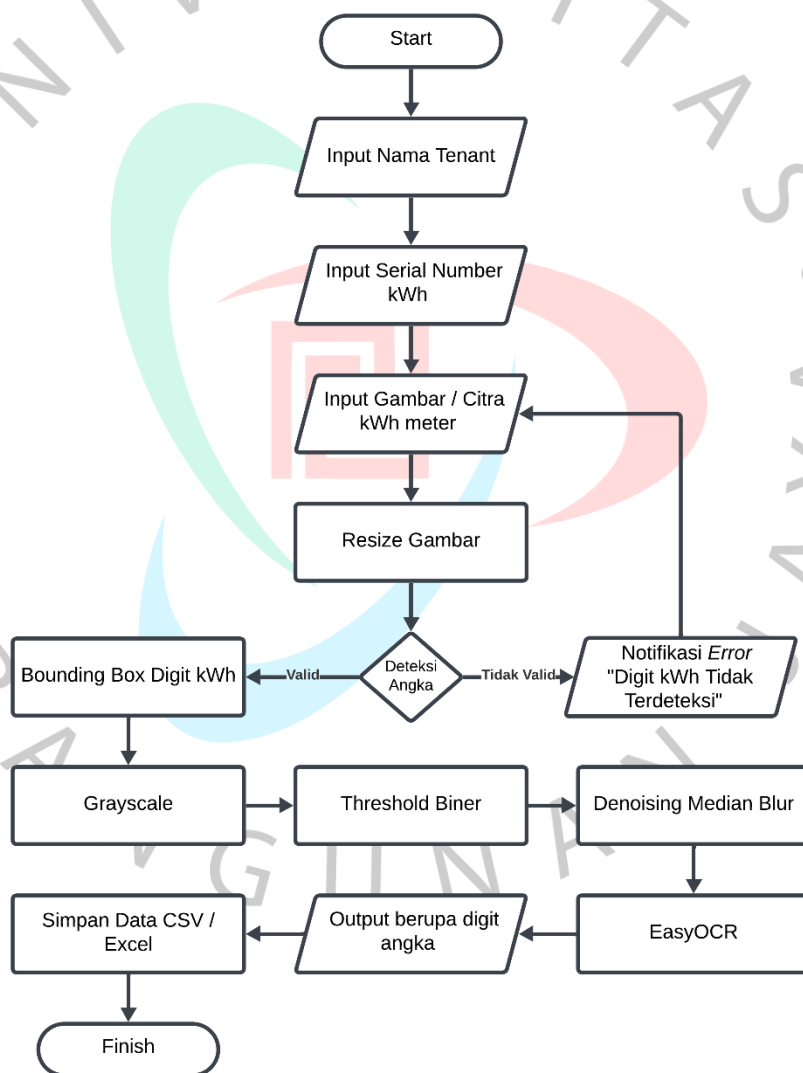 Start
Input Nama Tenant
Input Serial Number
kWh
Input Gambar / Citra
kWh meter
Resize Gambar
Deteksi
Angka
Valid
Tidak Valid
Bounding Box Digit kWh
Notifikasi Error
"Digit kWh Tidak
Terdeteksi"
Grayscale
Threshold Biner
Denoising Median Blur
EasyOCR
Output berupa digit
angka
Simpan Data CSV /
Excel
Finish